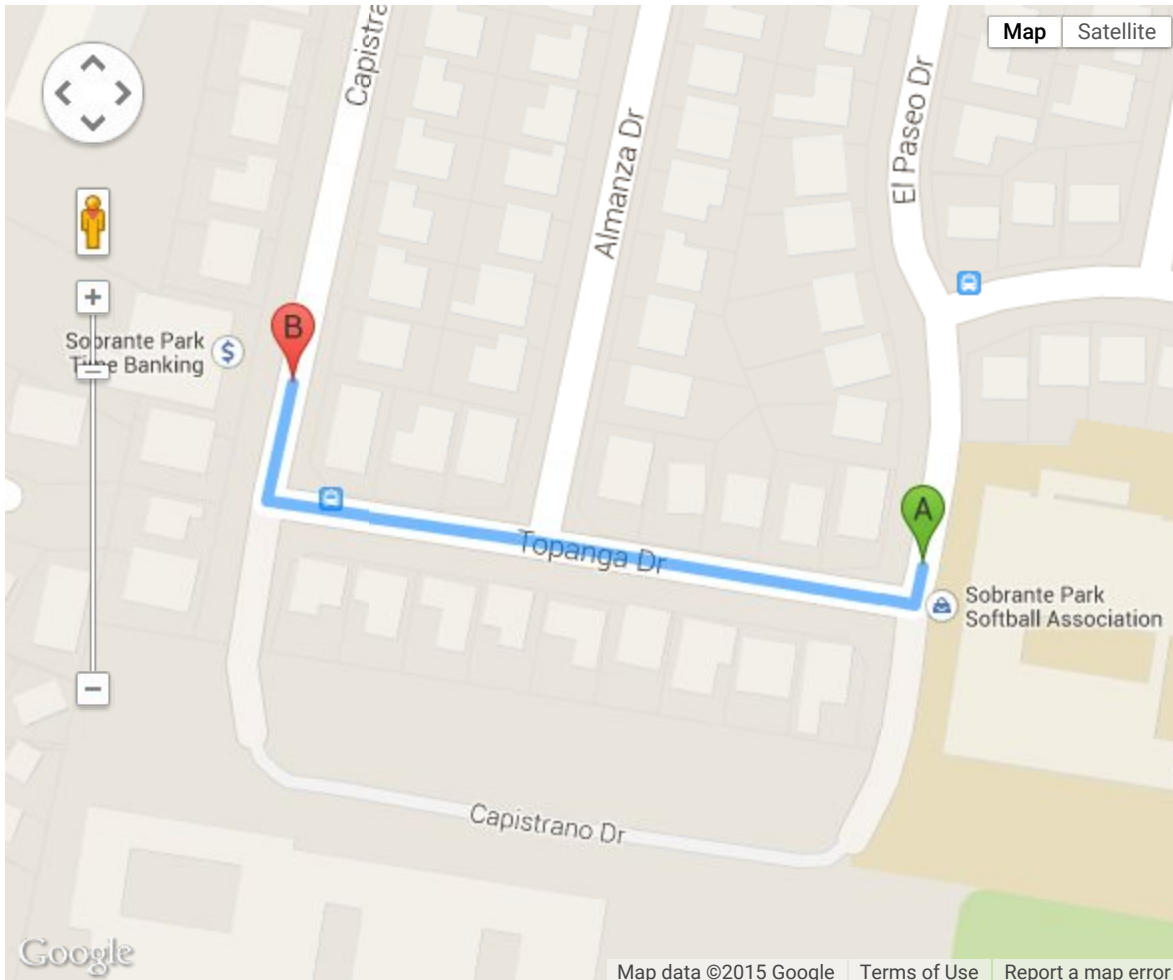 Map
Satellite
Capistra
Almanza Dr
El Paseo Dr
B
Sobrante Park
Time Banking
$
A
Topanga Dr
Sobrante Park
Softball Association
Capistrano Dr
Google
Map data ©2015 Google
Terms of Use
Report a map error